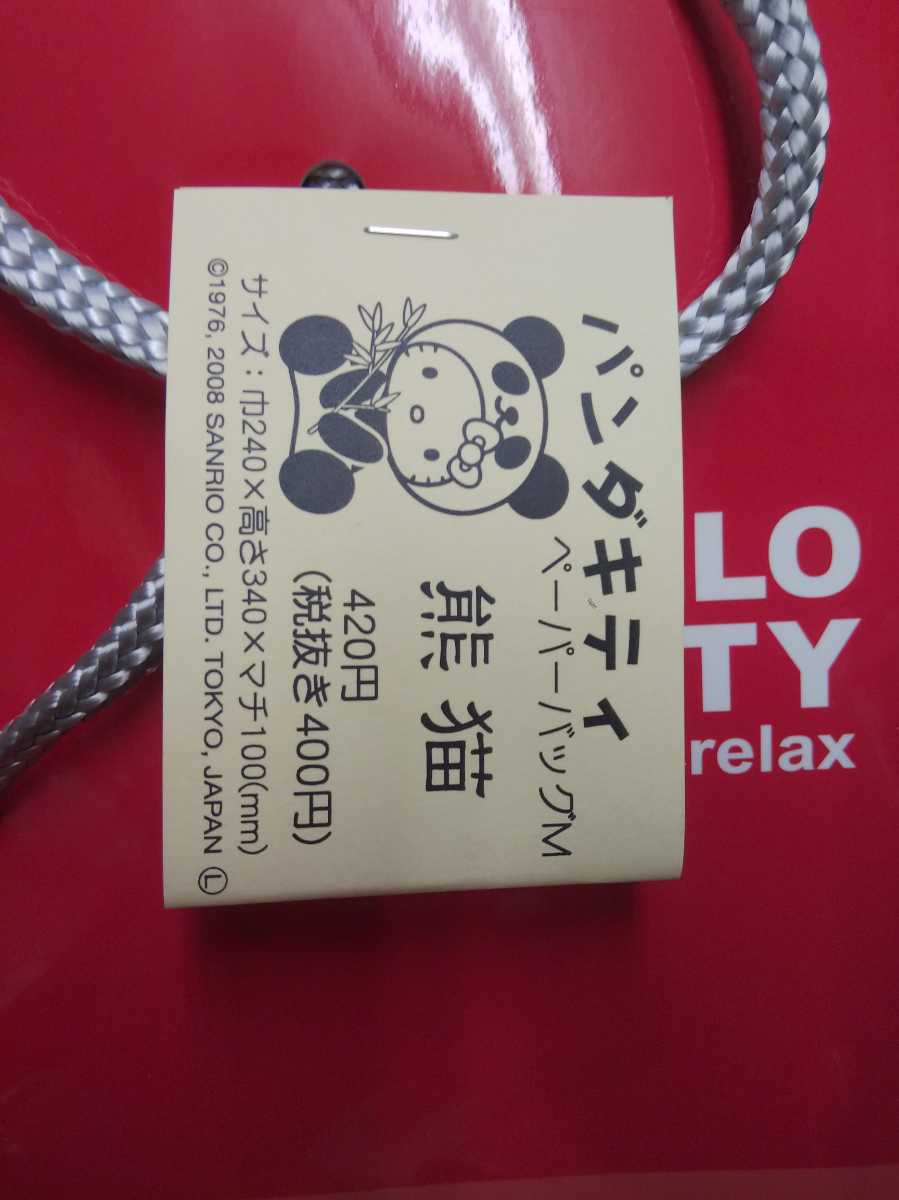 パンダキティ
ペーパーバッグM
熊猫
420円
(税抜き400円)
サイズ：巾240×高さ340×マチ100(mm)
©1976, 2008 SANRIO CO., LTD. TOKYO, JAPAN Ⓛ
LO
TY
relax